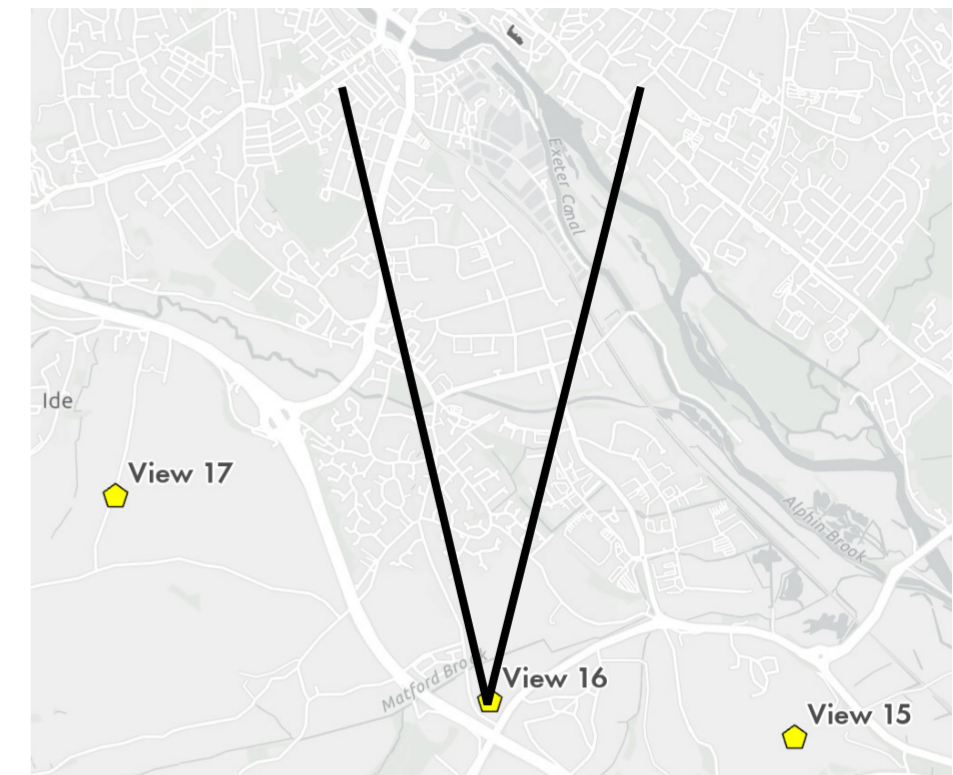 Exeter Canal
Ide
View 17
Alphin Brook
Matford Brook
View 16
View 15